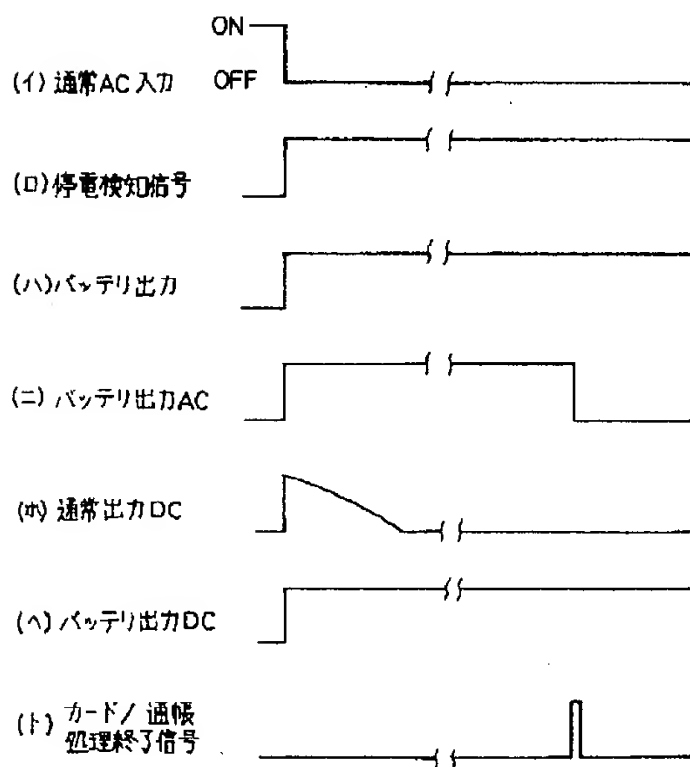 ON
(イ) 通常AC入力 OFF
(ロ) 停電検知信号
(ハ) バッテリ出力
(ニ) バッテリ出力AC
(ホ) 通常出力DC
(ヘ) バッテリ出力DC
(ト) カード/通帳
処理終了信号